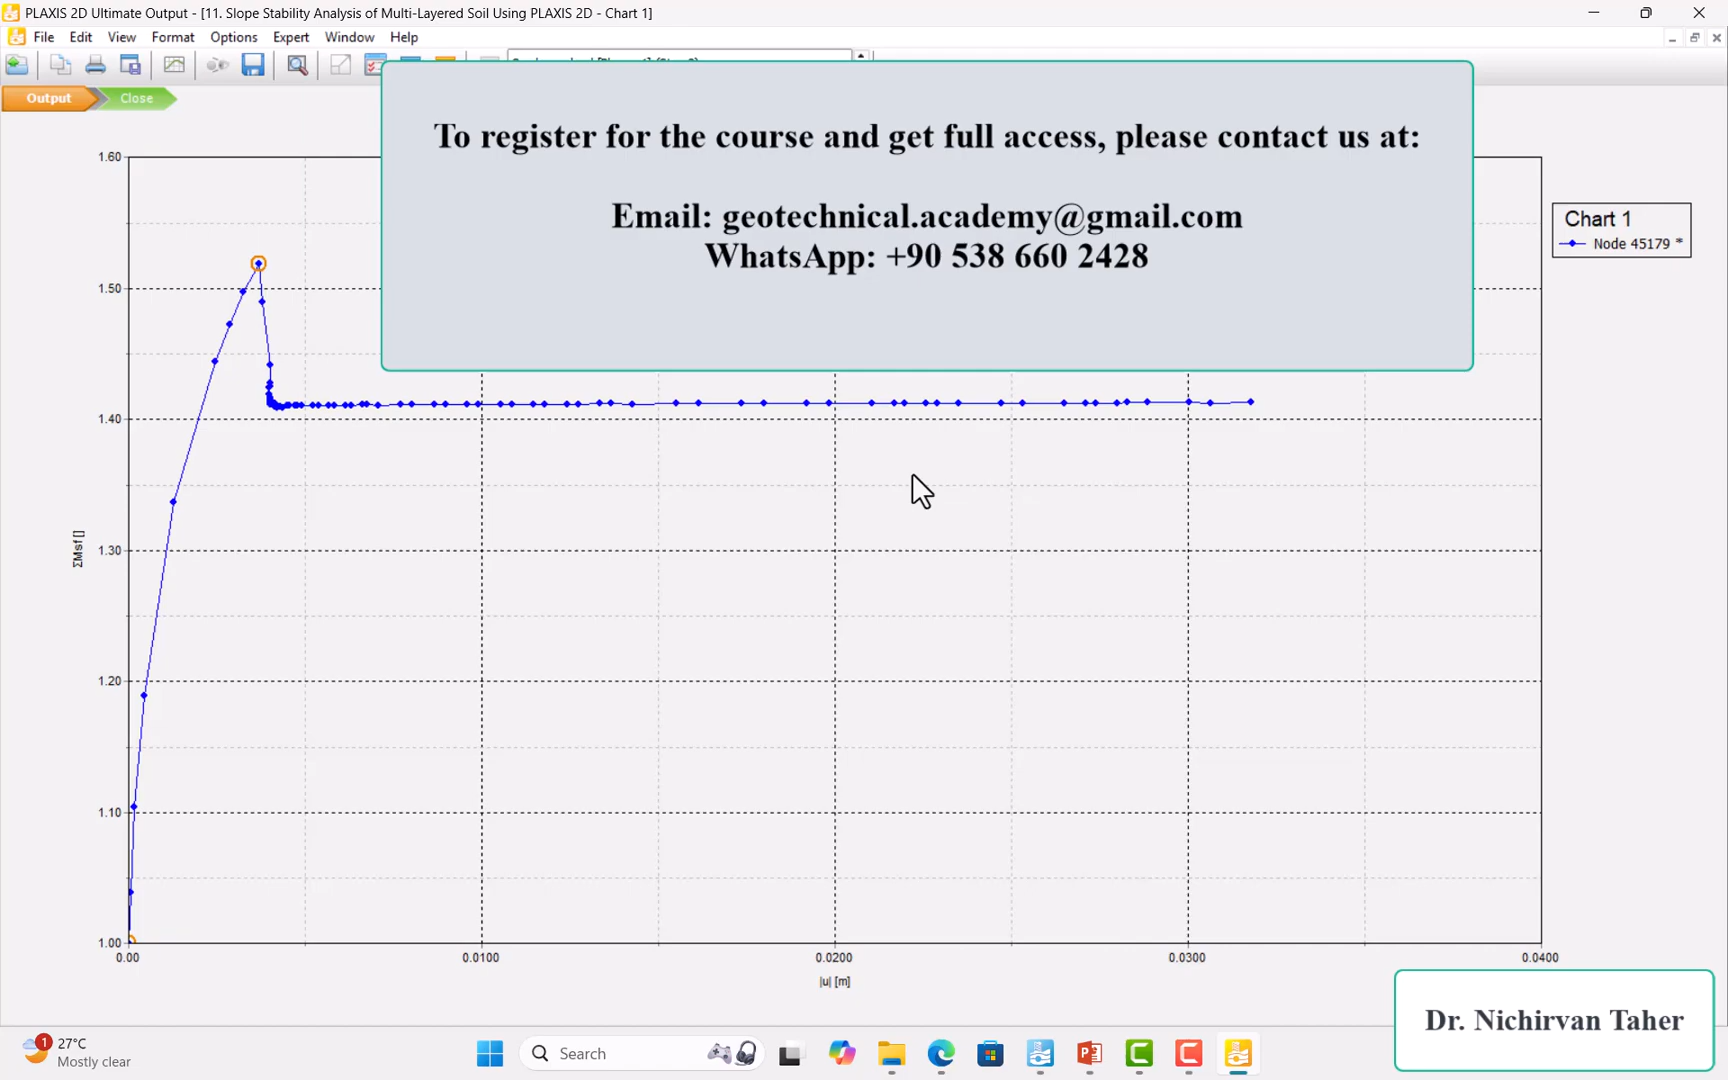 PLAXIS 2D Ultimate Output - [11. Slope Stability Analysis of Multi-Layered Soil Using PLAXIS 2D - Chart 1]
File Edit View Format Options Expert Window Help
Output Close
To register for the course and get full access, please contact us at:
Email: geotechnical.academy@gmail.com
WhatsApp: +90 538 660 2428
Chart 1
Node 45179 *
1.60
1.50
1.40
1.30
1.20
1.10
1.00
ΣMsf []
0.00 0.0100 0.0200 0.0300 0.0400
|u| [m]
Dr. Nichirvan Taher
1
27°C
Mostly clear
Search